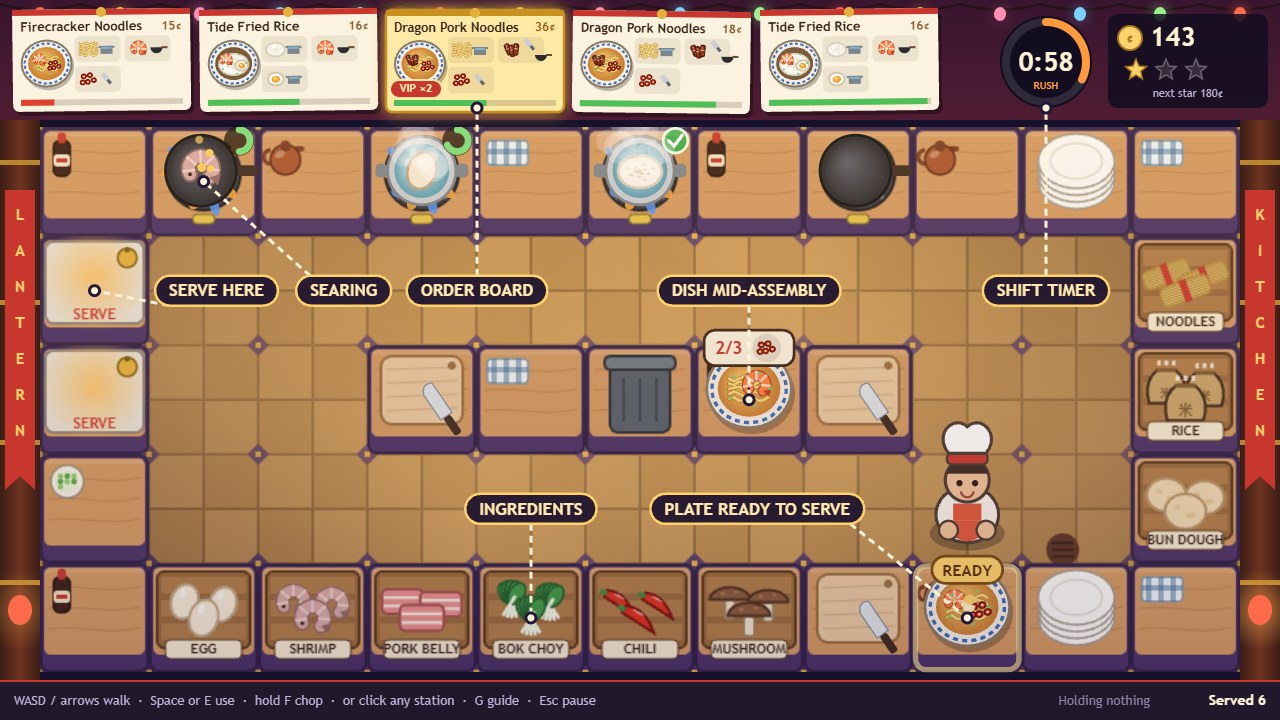 Firecracker Noodles 15¢
Tide Fried Rice 16¢
Dragon Pork Noodles 36¢
VIP ×2
Dragon Pork Noodles 18¢
Tide Fried Rice 16¢
0:58
RUSH
¢ 143
next star 180¢
LANTERN
KITCHEN
SERVE
SERVE HERE
SEARING
ORDER BOARD
DISH MID-ASSEMBLY
SHIFT TIMER
NOODLES
2/3
SERVE
RICE
INGREDIENTS
PLATE READY TO SERVE
BUN DOUGH
READY
EGG
SHRIMP
PORK BELLY
BOK CHOY
CHILI
MUSHROOM
WASD / arrows walk · Space or E use · hold F chop · or click any station · G guide · Esc pause
Holding nothing
Served 6